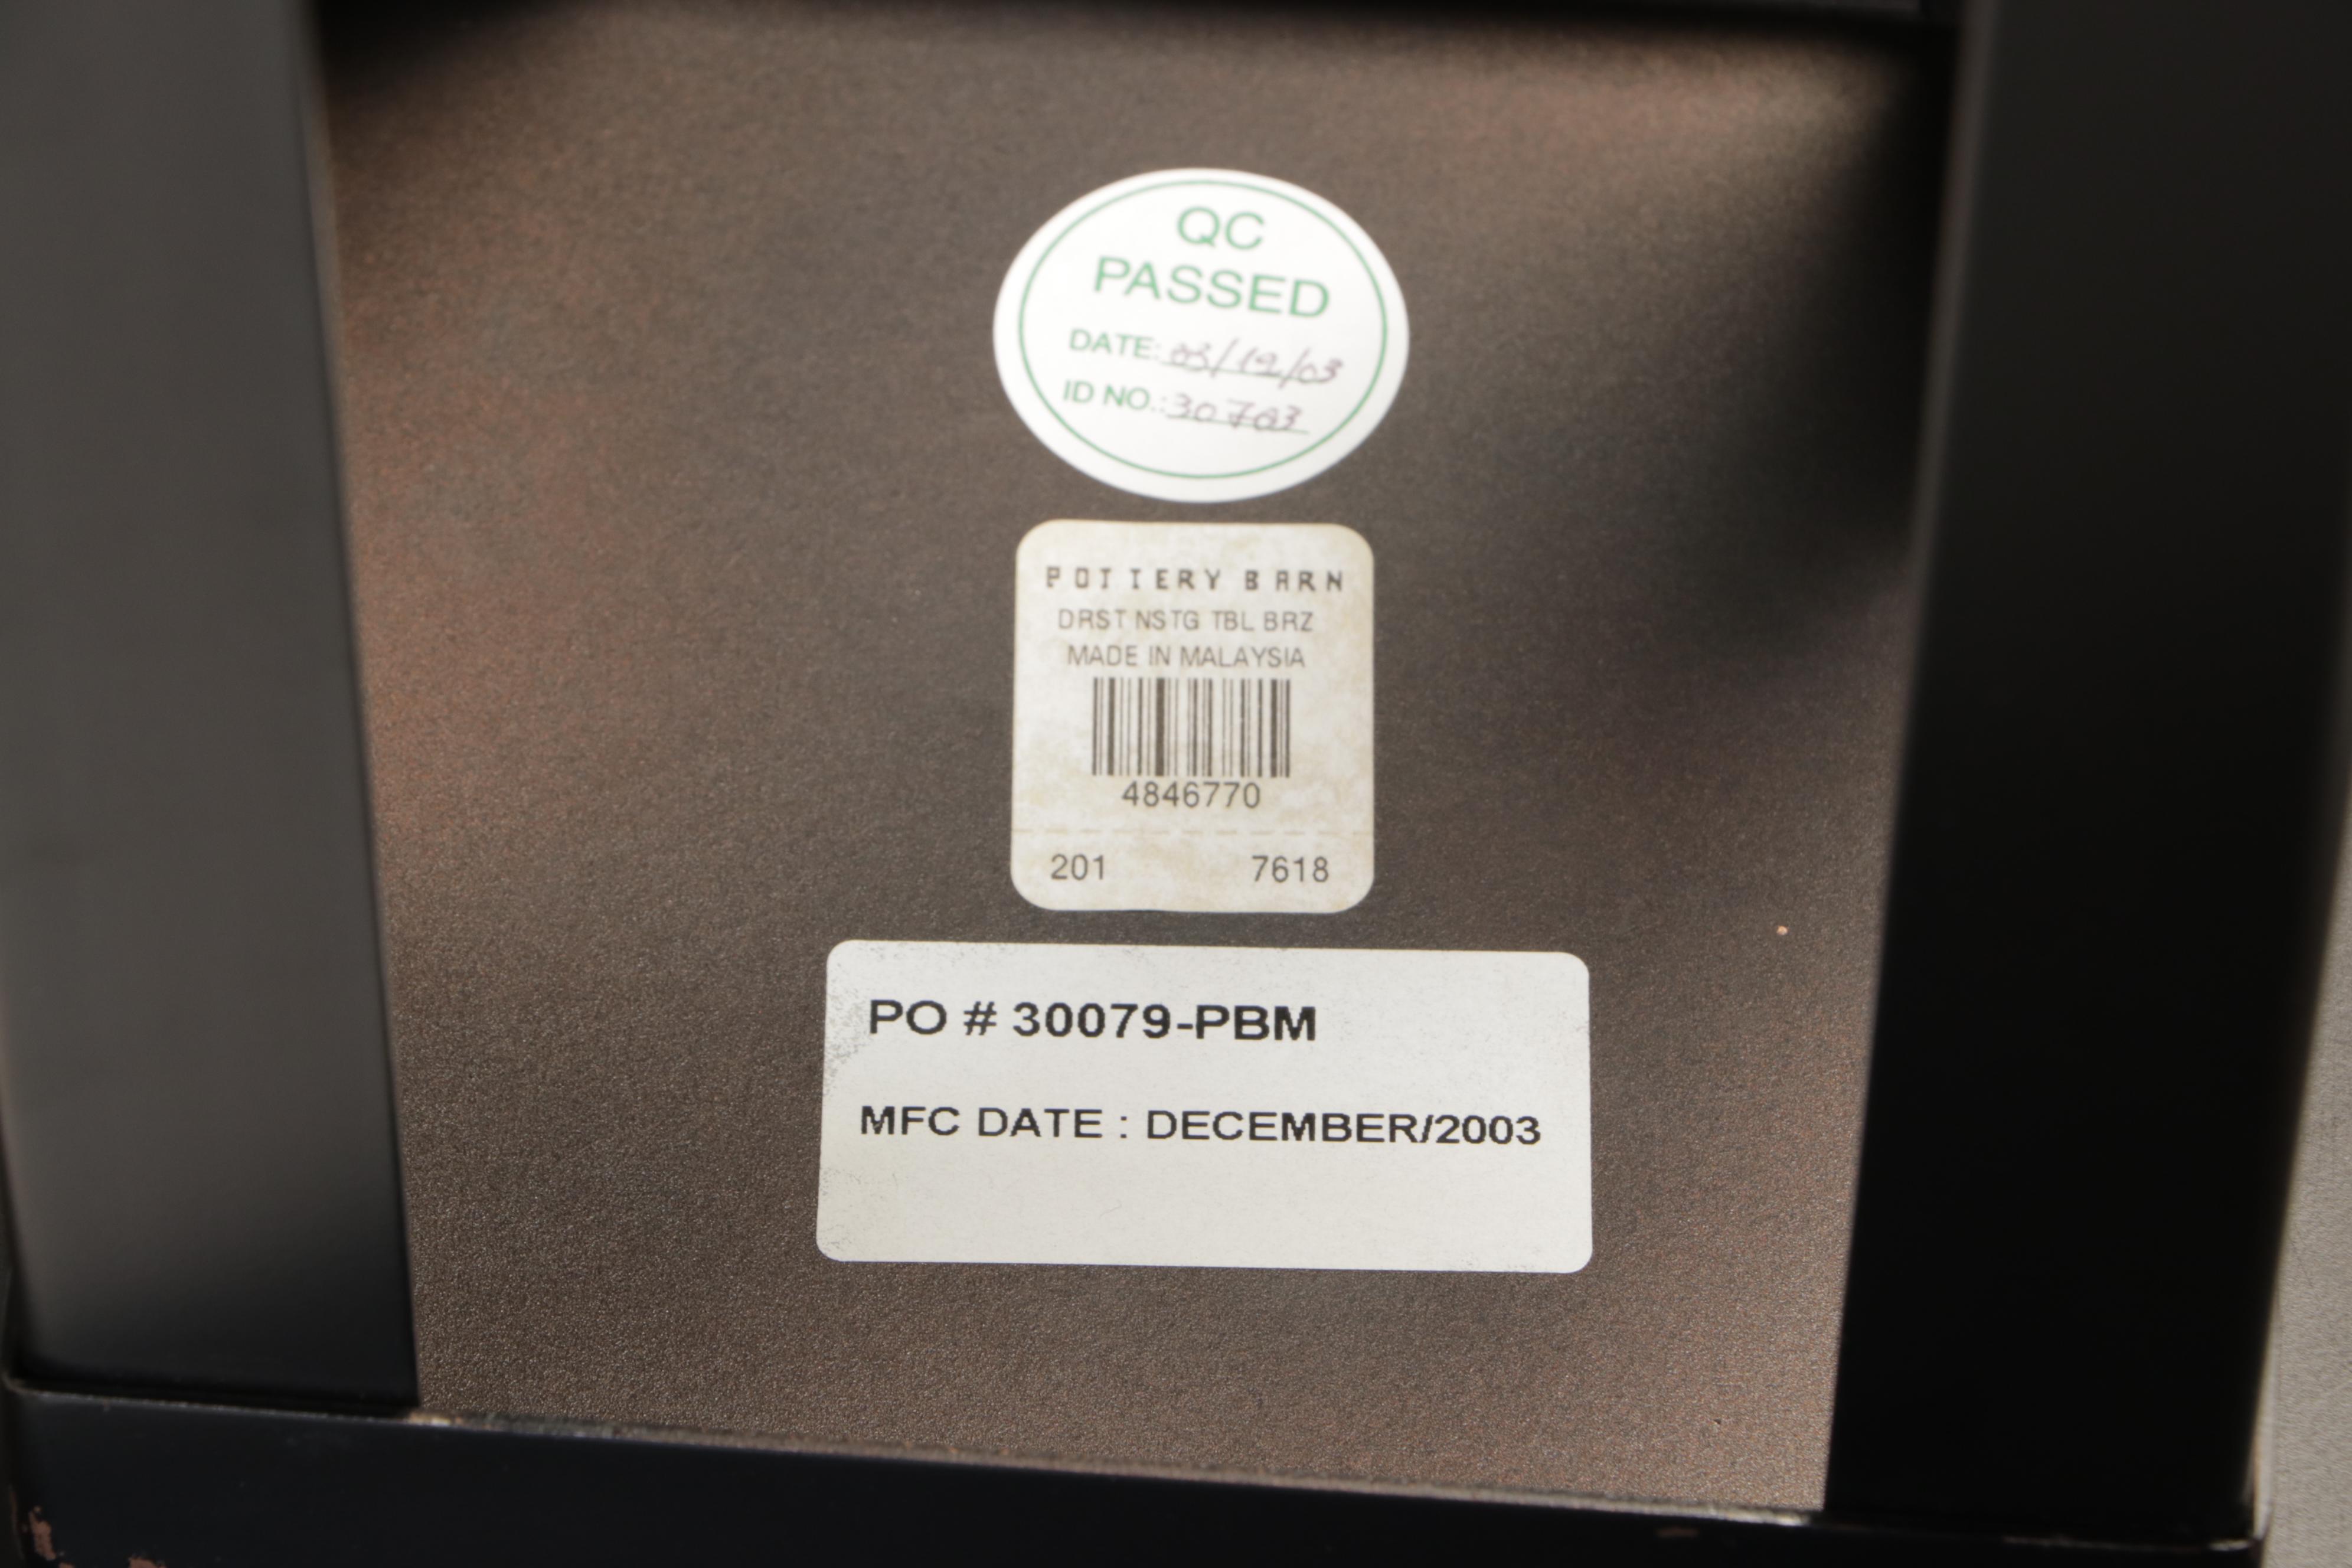 QC
PASSED
DATE: 03/12/03
ID NO.: 30703
POTTERY BARN
DRST NSTG TBL BRZ
MADE IN MALAYSIA
4846770
201 7618
PO # 30079-PBM
MFC DATE : DECEMBER/2003